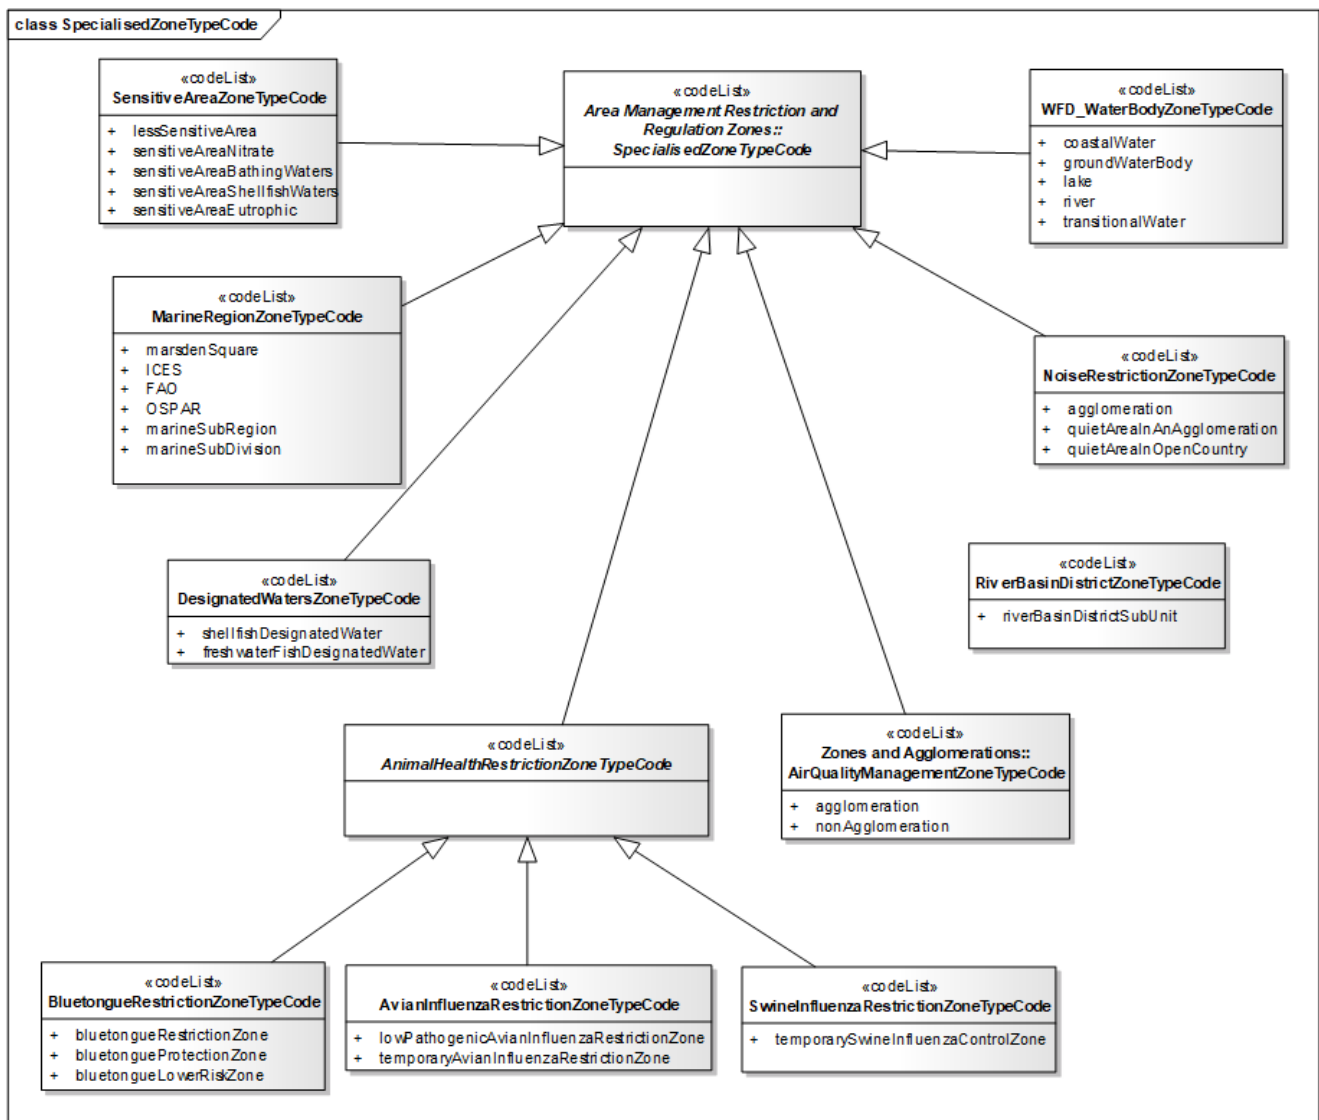 class SpecialisedZoneTypeCode
«codeList»
SensitiveAreaZoneTypeCode
+ lessSensitiveArea
+ sensitiveAreaNitrate
+ sensitiveAreaBathingWaters
+ sensitiveAreaShellfishWaters
+ sensitiveAreaEutrophic
«codeList»
Area Management Restriction and
Regulation Zones::
SpecialisedZoneTypeCode
«codeList»
WFD_WaterBodyZoneTypeCode
+ coastalWater
+ groundWaterBody
+ lake
+ river
+ transitionalWater
«codeList»
MarineRegionZoneTypeCode
+ marsdenSquare
+ ICES
+ FAO
+ OSPAR
+ marineSubRegion
+ marineSubDivision
«codeList»
NoiseRestrictionZoneTypeCode
+ agglomeration
+ quietAreaInAnAgglomeration
+ quietAreaInOpenCountry
«codeList»
DesignatedWatersZoneTypeCode
+ shellfishDesignatedWater
+ freshwaterFishDesignatedWater
«codeList»
RiverBasinDistrictZoneTypeCode
+ riverBasinDistrictSubUnit
«codeList»
AnimalHealthRestrictionZoneTypeCode
«codeList»
Zones and Agglomerations::
AirQualityManagementZoneTypeCode
+ agglomeration
+ nonAgglomeration
«codeList»
BluetongueRestrictionZoneTypeCode
+ bluetongueRestrictionZone
+ bluetongueProtectionZone
+ bluetongueLowerRiskZone
«codeList»
AvianInfluenzaRestrictionZoneTypeCode
+ lowPathogenicAvianInfluenzaRestrictionZone
+ temporaryAvianInfluenzaRestrictionZone
«codeList»
SwineInfluenzaRestrictionZoneTypeCode
+ temporarySwineInfluenzaControlZone